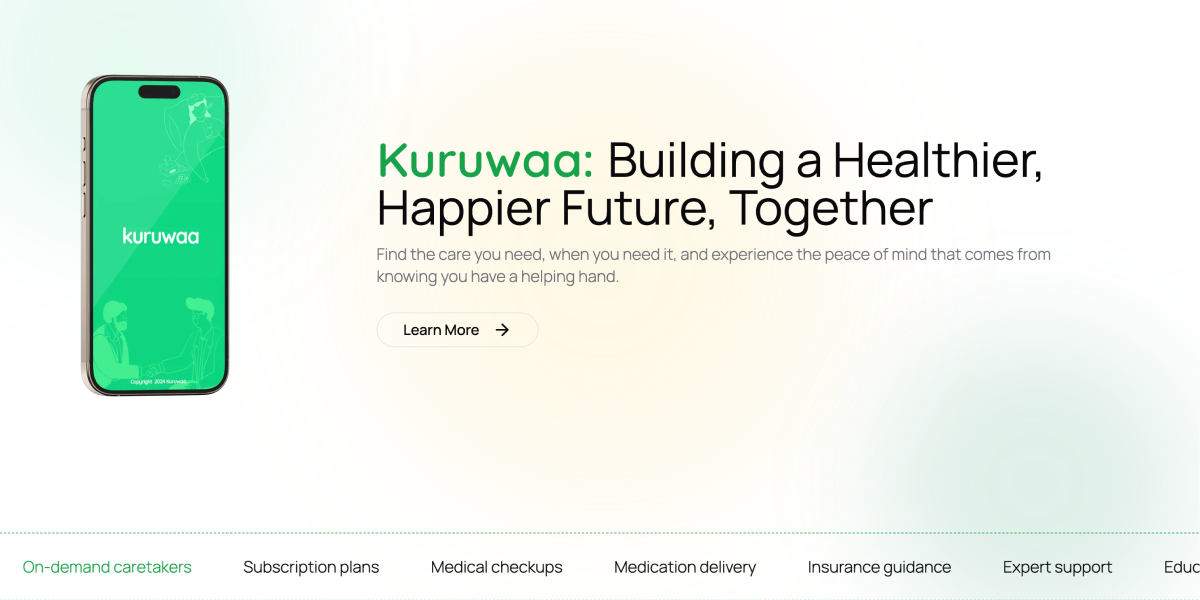 kuruwaa
Copyright 2024 Kuruwaa
Kuruwaa: Building a Healthier,
Happier Future, Together
Find the care you need, when you need it, and experience the peace of mind that comes from
knowing you have a helping hand.
Learn More
On-demand caretakers Subscription plans Medical checkups Medication delivery Insurance guidance Expert support Educ